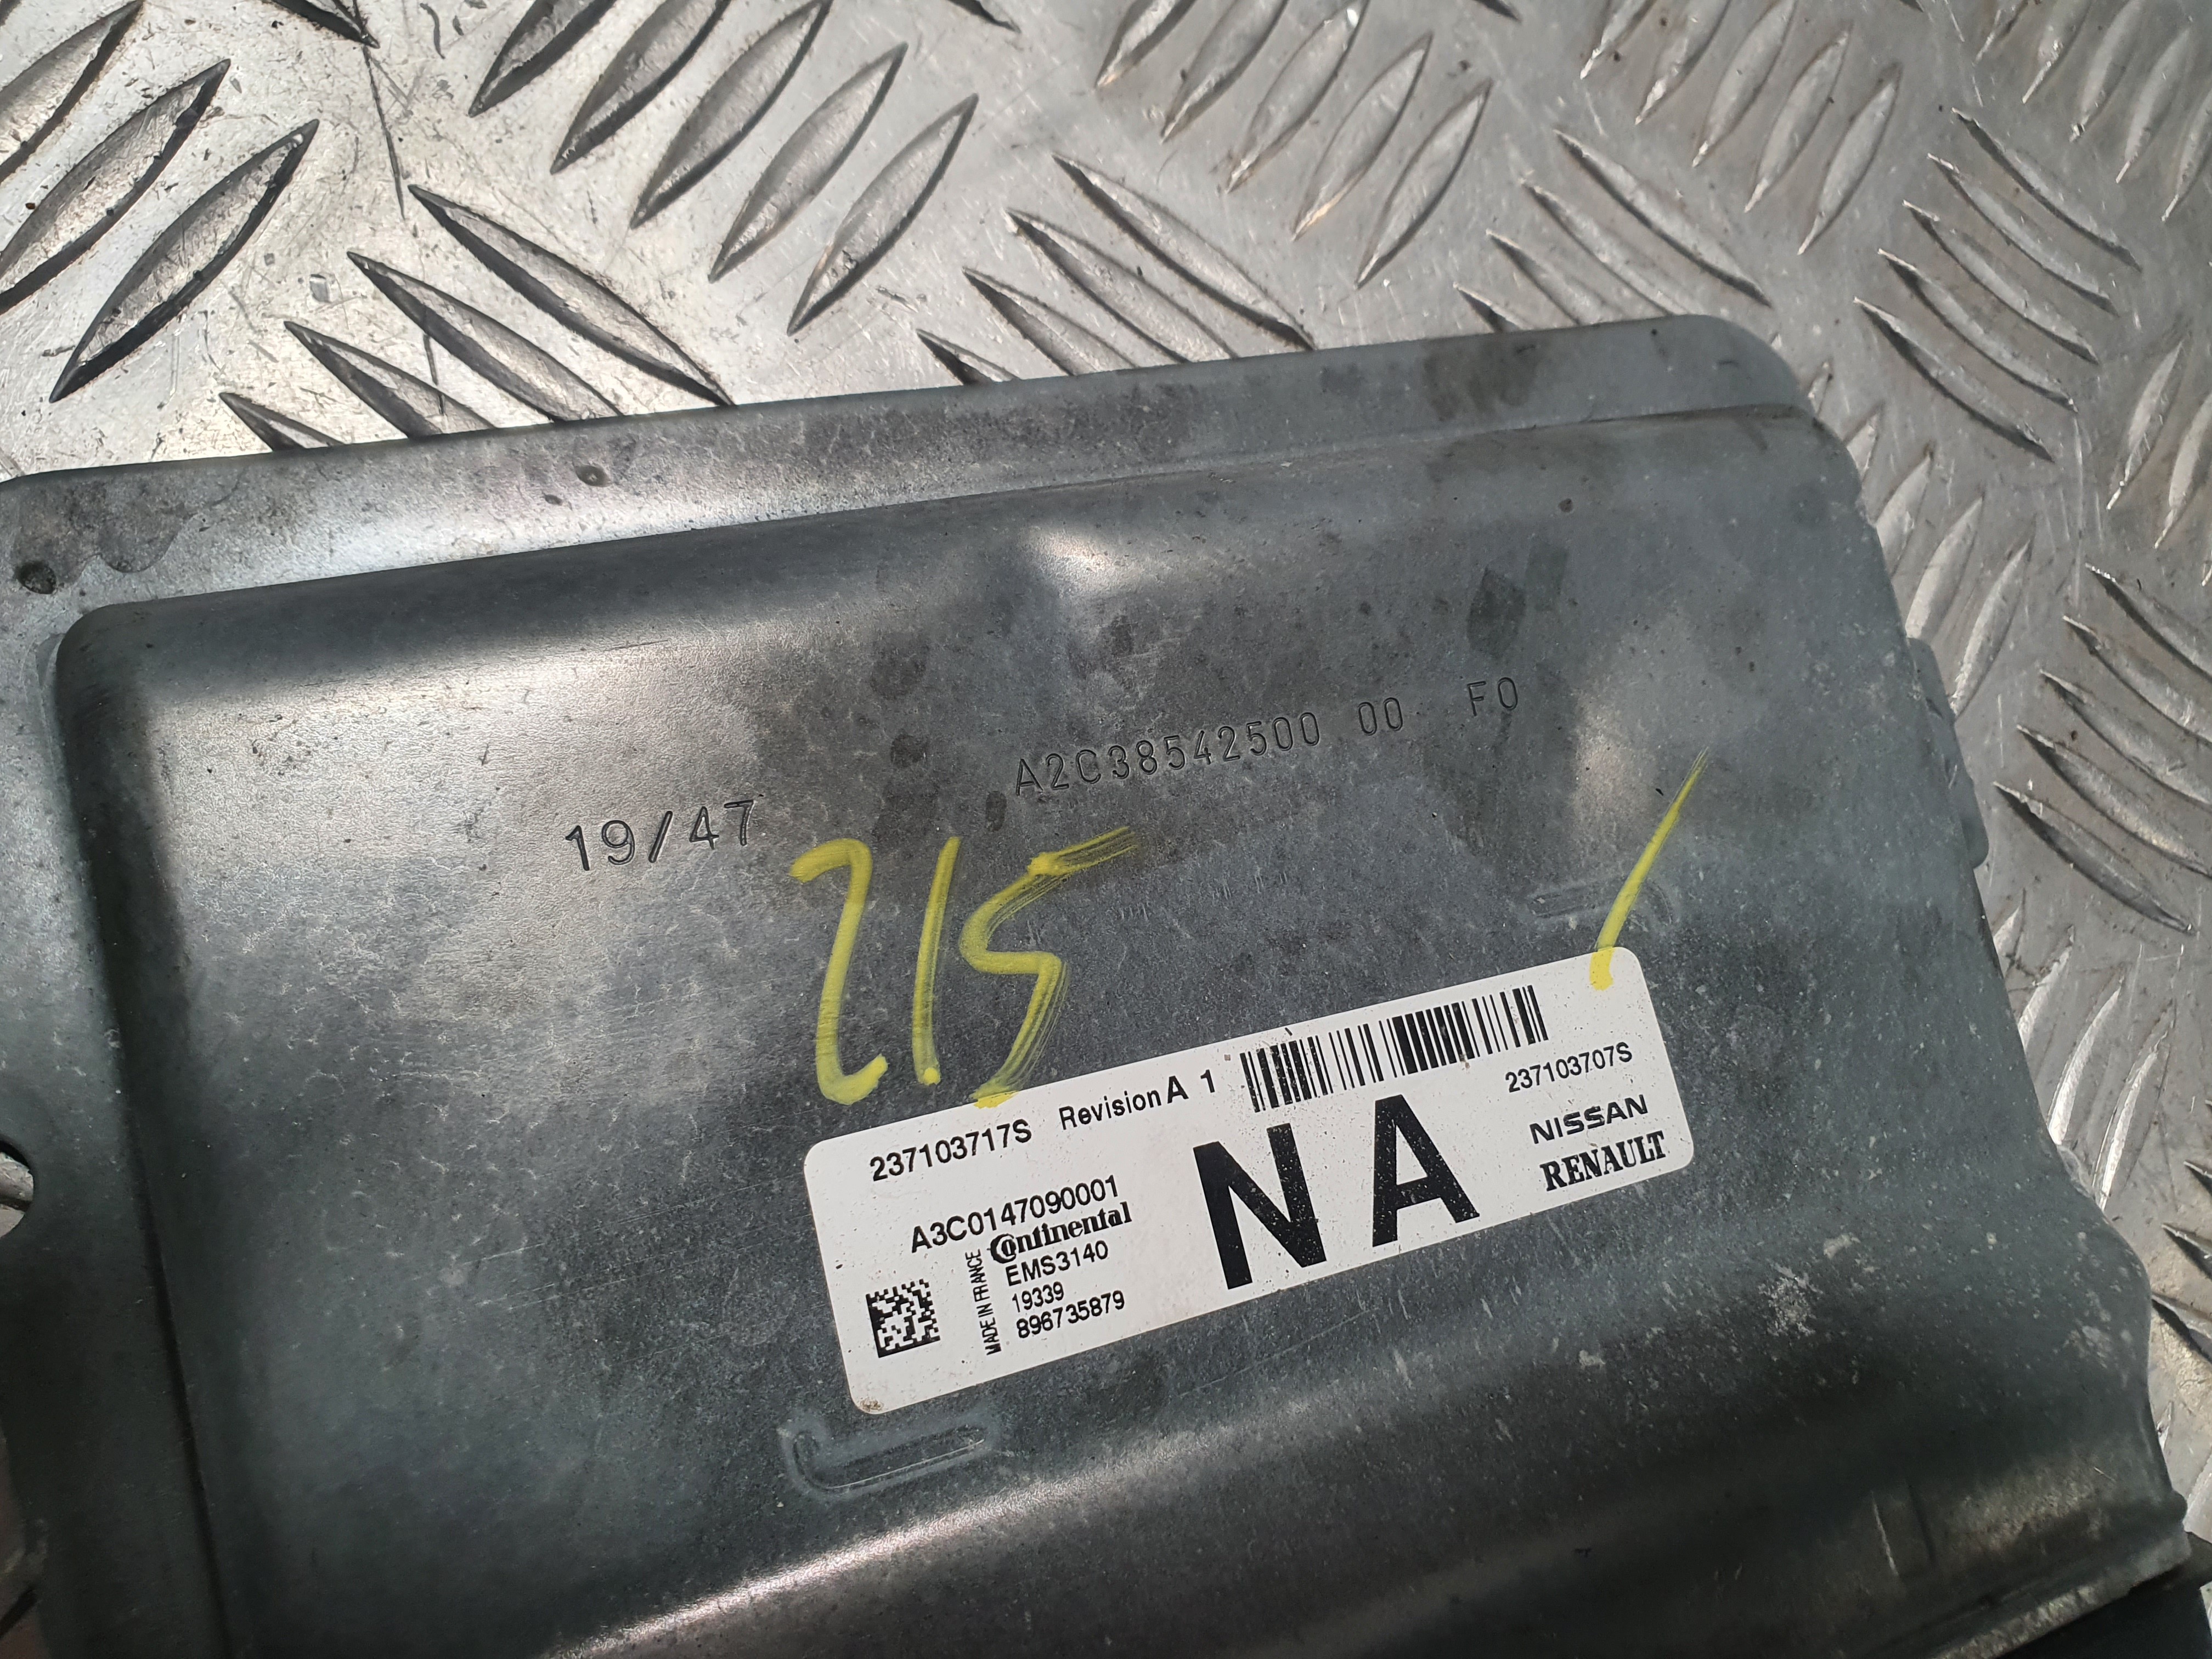 A2C38542500 00 F0
19/47
215
237103717S Revision A 1
237103707S
A3C0147090001
Continental
EMS3140
19339
896735879
MADE IN FRANCE
NA
NISSAN
RENAULT